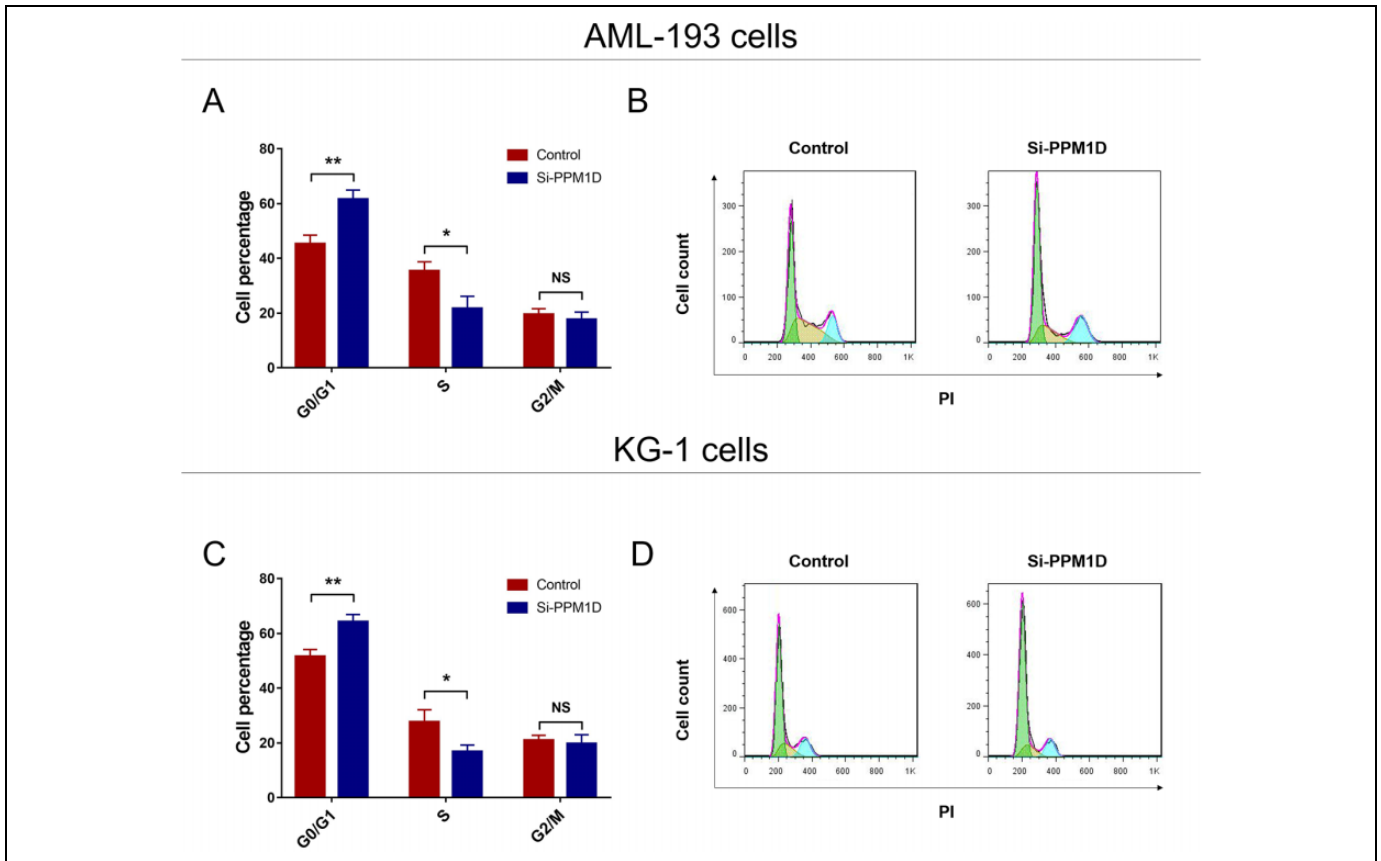 AML-193 cells
A
B
80
60
40
20
0
Cell percentage
**
*
NS
Control
Si-PPM1D
G0/G1
S
G2/M
Control
Si-PPM1D
Cell count
300
200
100
0
0 200 400 600 800 1K
300
200
100
0
0 200 400 600 800 1K
PI
KG-1 cells
C
D
80
60
40
20
0
Cell percentage
**
*
NS
Control
Si-PPM1D
G0/G1
S
G2/M
Control
Si-PPM1D
Cell count
600
400
200
0
0 200 400 600 800 1K
600
400
200
0
0 200 400 600 800 1K
PI